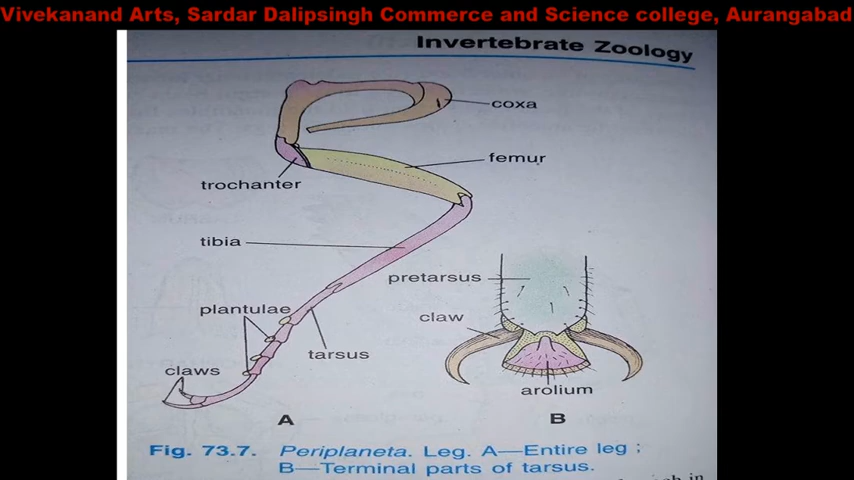 Vivekanand Arts, Sardar Dalipsingh Commerce and Science college, Aurangabad
Invertebrate Zoology
coxa
femur
trochanter
tibia
pretarsus
plantulae
claw
tarsus
claws
arolium
A
B
Fig. 73.7. Periplaneta. Leg. A—Entire leg ;
B—Terminal parts of tarsus.
in